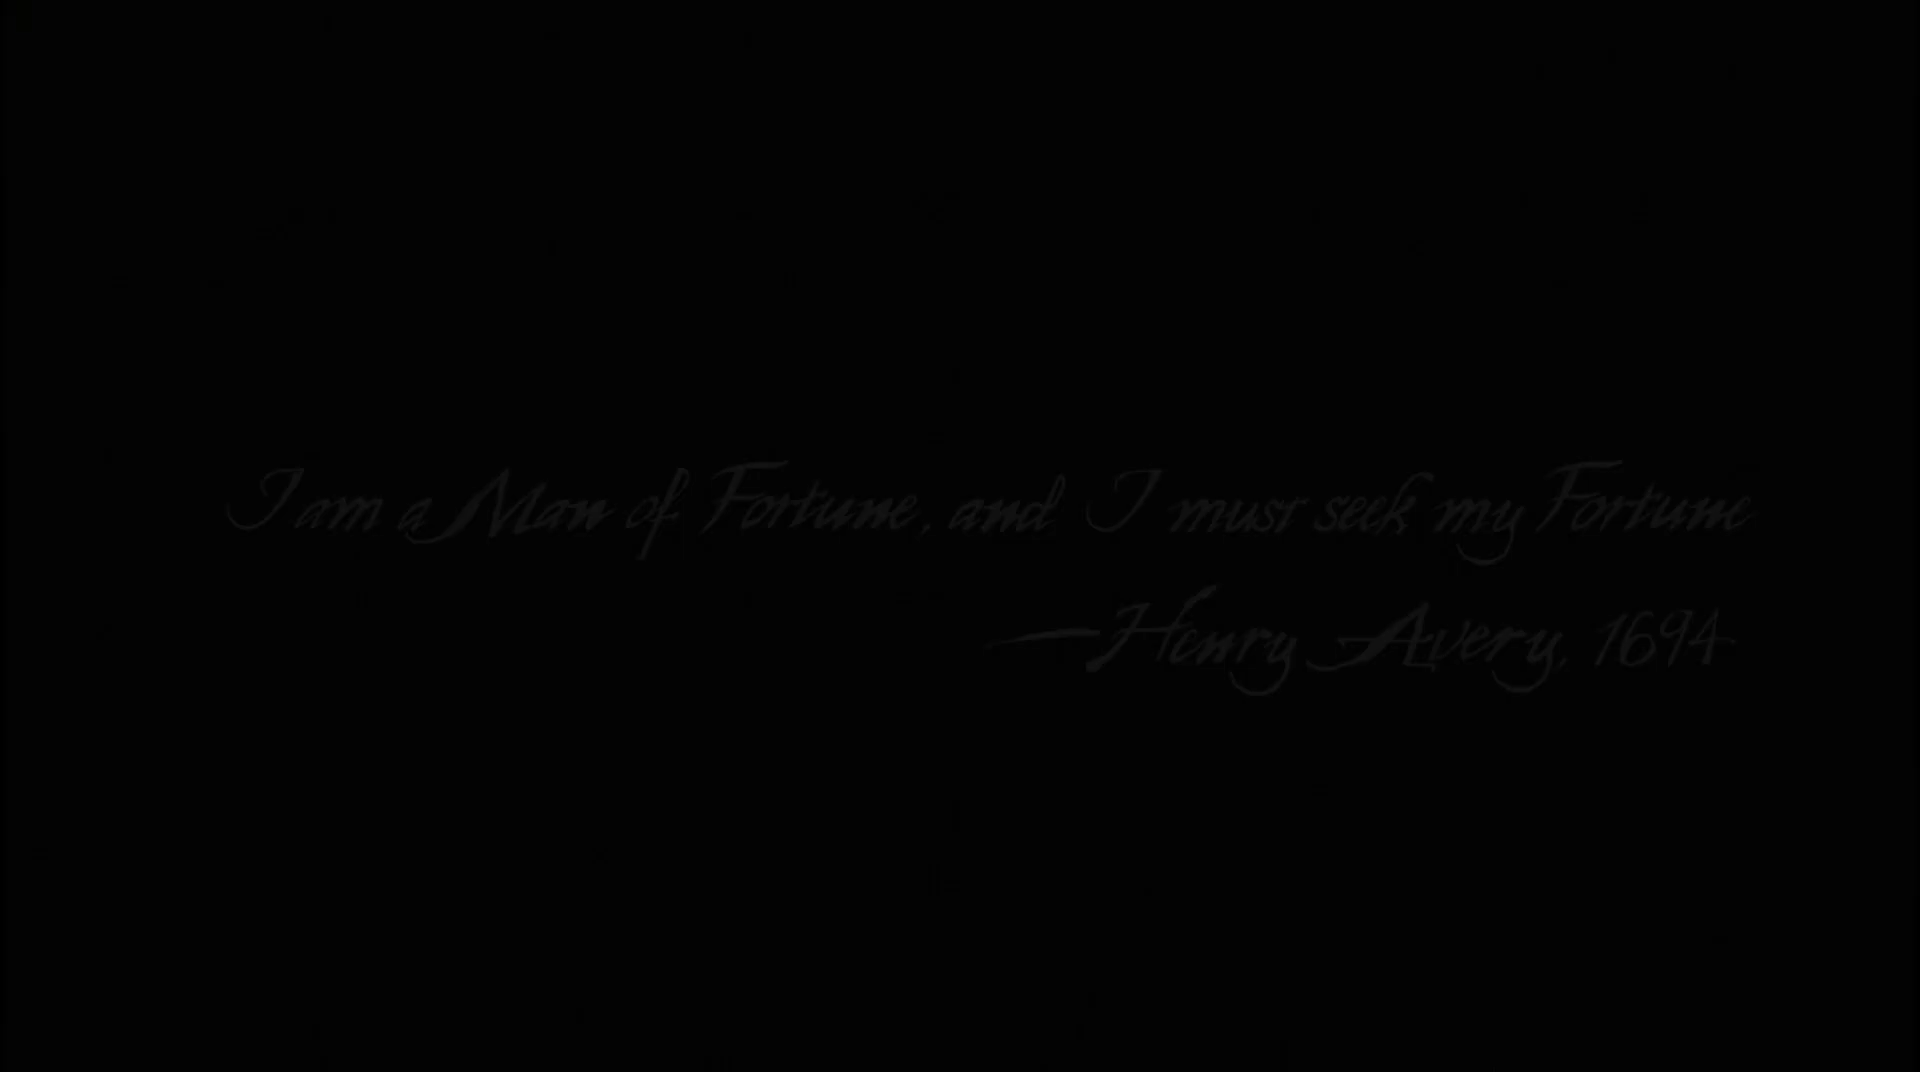 I am a Man of Fortune, and I must seek my Fortune
—Henry Avery, 1694